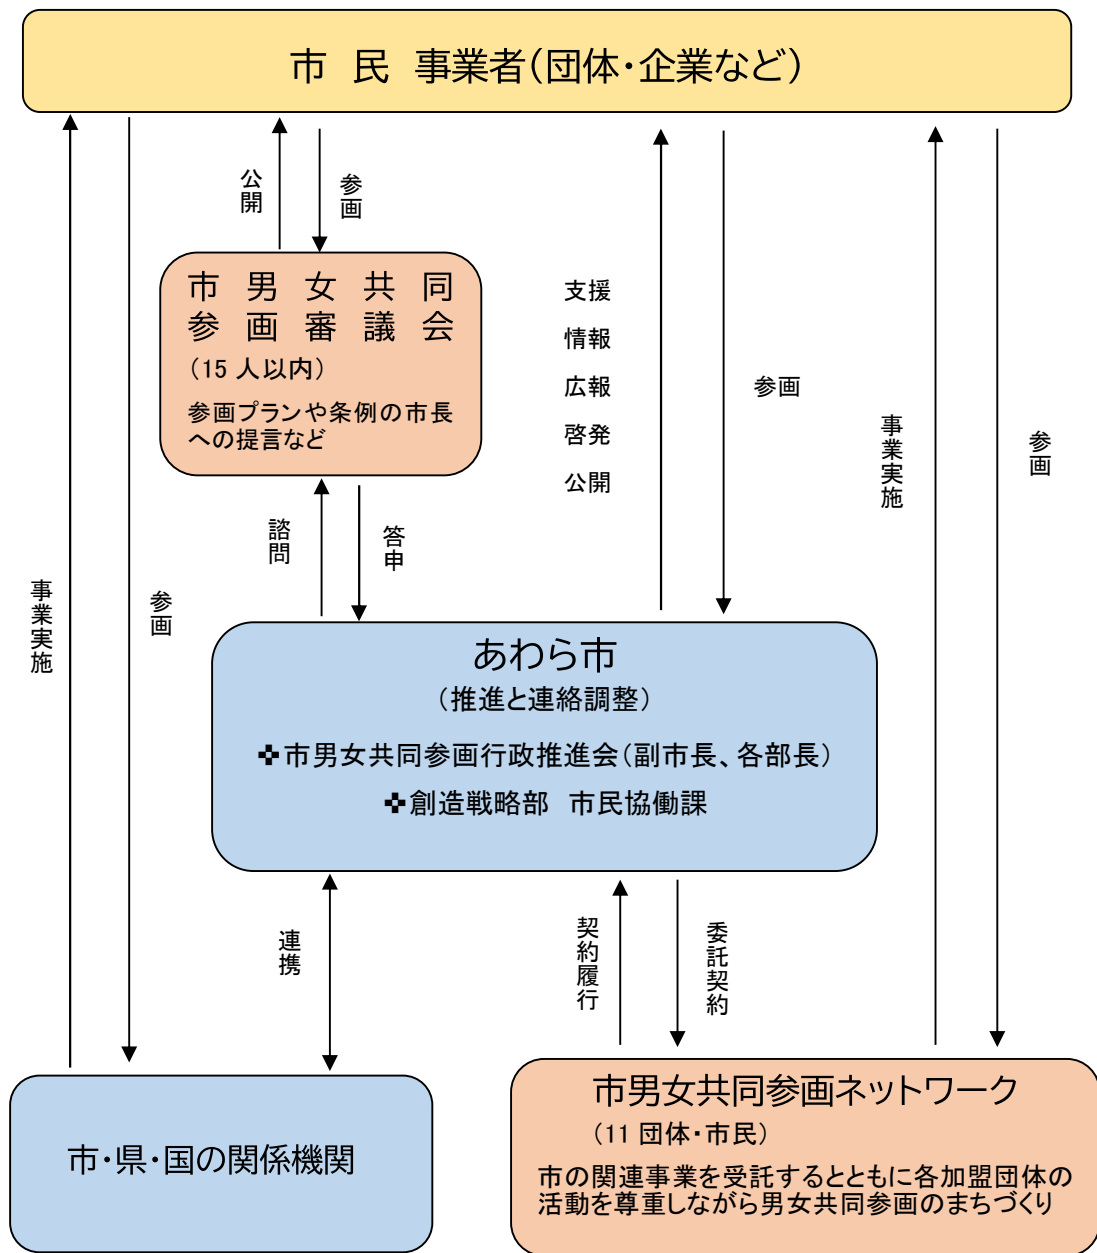 市　民　事業者（団体・企業など）
公開
参画
市男女共同
参画審議会
（15 人以内）
参画プランや条例の市長
への提言など
支援
情報
広報
啓発
公開
参画
事業実施
参画
諮問
答申
事業実施
参画
あわら市
（推進と連絡調整）
✤市男女共同参画行政推進会（副市長、各部長）
✤創造戦略部　市民協働課
連携
契約履行
委託契約
市・県・国の関係機関
市男女共同参画ネットワーク
（11 団体・市民）
市の関連事業を受託するとともに各加盟団体の
活動を尊重しながら男女共同参画のまちづくり